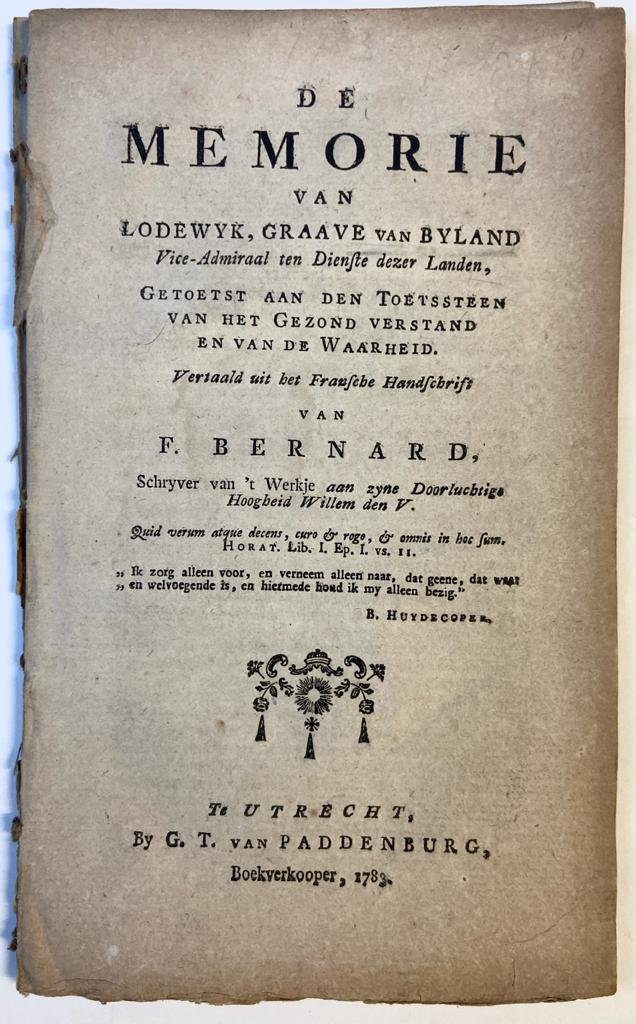 DE
MEMORIE
VAN
LODEWYK, GRAAVE VAN BYLAND
Vice-Admiraal ten Dienſte dezer Landen,
GETOETST AAN DEN TOETSSTEEN
VAN HET GEZOND VERSTAND
EN VAN DE WAARHEID.
Vertaald uit het Franſche Handſchrift
VAN
F. BERNARD,
Schryver van 't Werkje aan zyne Doorluchtige
Hoogheid Willem den V.
Quid verum atque decens, curo & rogo, & omnis in hoc ſum.
HORAT. Lib. I. Ep. I. vs. 11.
„ Ik zorg alleen voor, en verneem alleen naar, dat geene, dat waar
„ en welvoegende is, en hiermede houd ik my alleen bezig.”
B. HUYDECOPER.
Te UTRECHT,
By G. T. VAN PADDENBURG,
Boekverkooper, 1783.